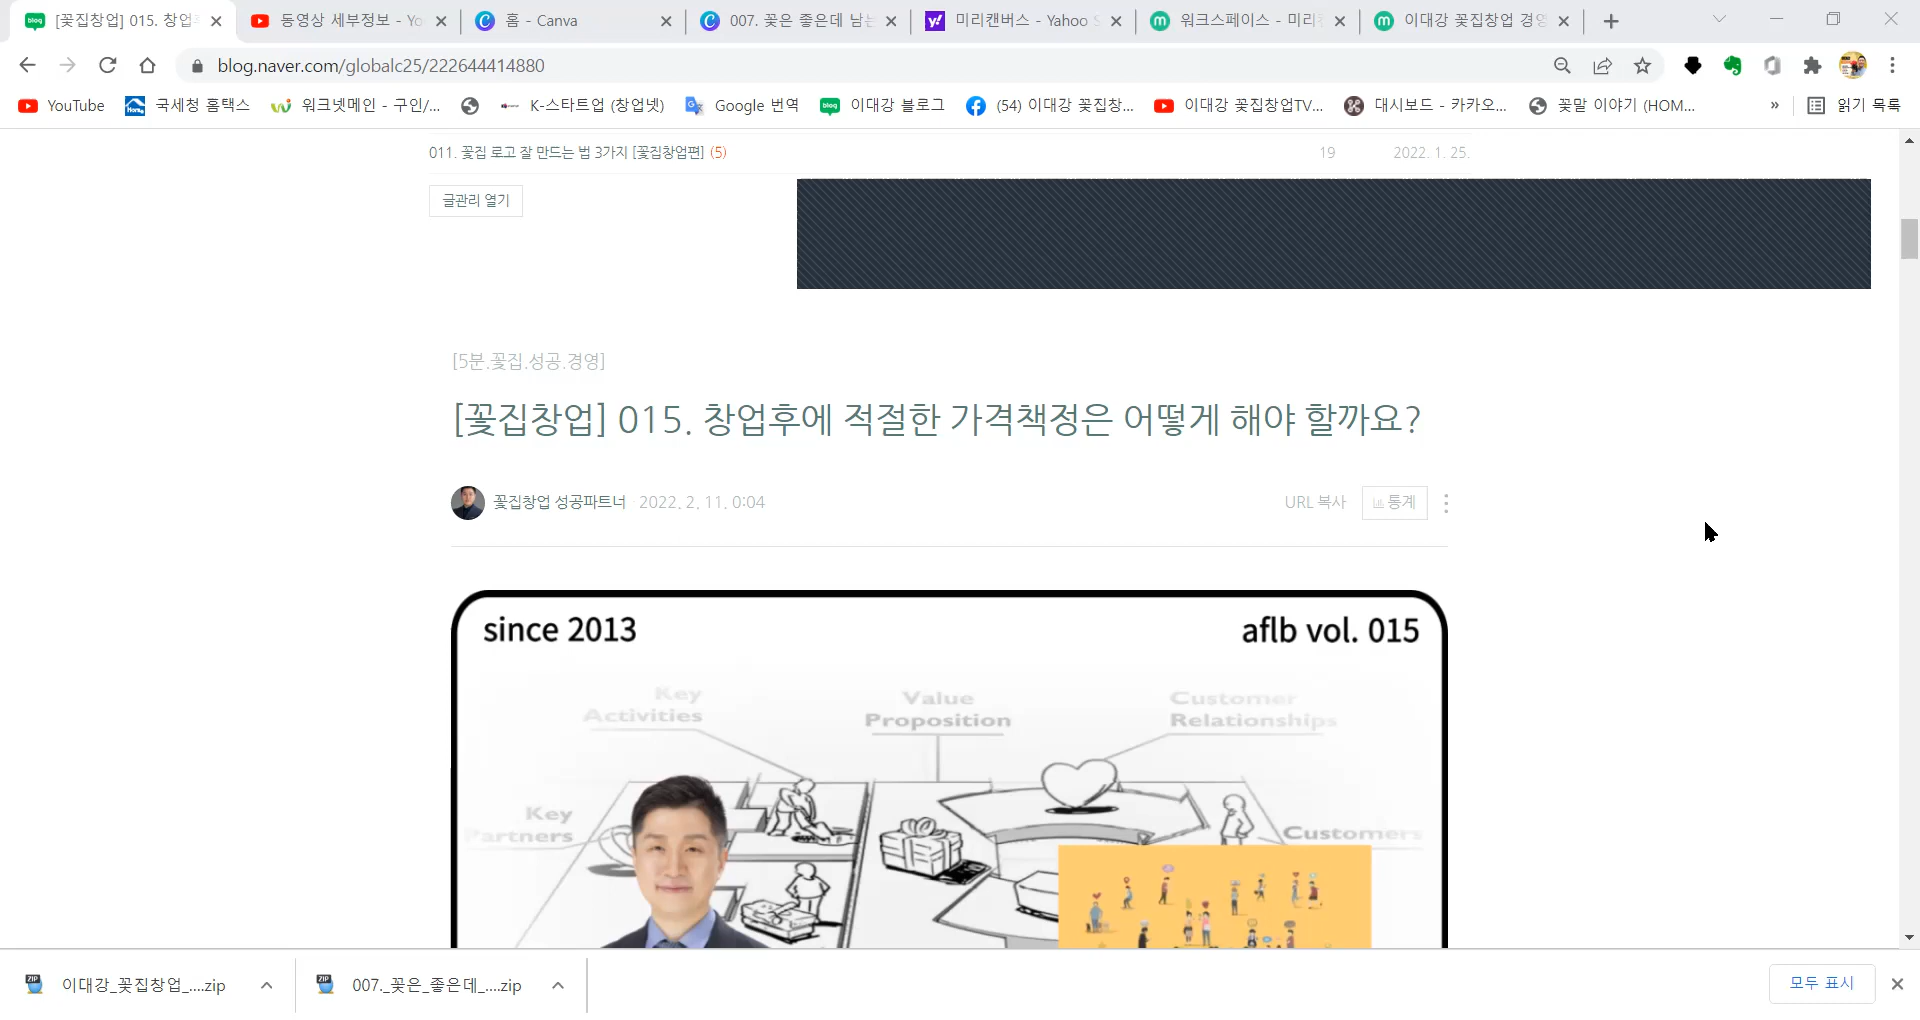 [꽃집창업] 015. 창업
동영상 세부정보 - Yo
홈 - Canva
007. 꽃은 좋은데 남는
미리캔버스 - Yahoo S
워크스페이스 - 미리
이대강 꽃집창업 경영
blog.naver.com/globalc25/222644414880
YouTube
국세청 홈택스
워크넷메인 - 구인/...
K-스타트업 (창업넷)
Google 번역
이대강 블로그
(54) 이대강 꽃집창...
이대강 꽃집창업TV...
대시보드 - 카카오...
꽃말 이야기 (HOM...
»
읽기 목록
011. 꽃집 로고 잘 만드는 법 3가지 [꽃집창업편] (5) 19 2022. 1. 25.
글관리 열기
[5분.꽃집.성공.경영]
[꽃집창업] 015. 창업후에 적절한 가격책정은 어떻게 해야 할까요?
꽃집창업 성공파트너 2022. 2. 11. 0:04
URL 복사 통계
since 2013 aflb vol. 015
Key
Activities
Value
Proposition
Customer
Relationships
Key
Partners
Customers
이대강_꽃집창업_....zip
007._꽃은_좋은데_....zip
모두 표시